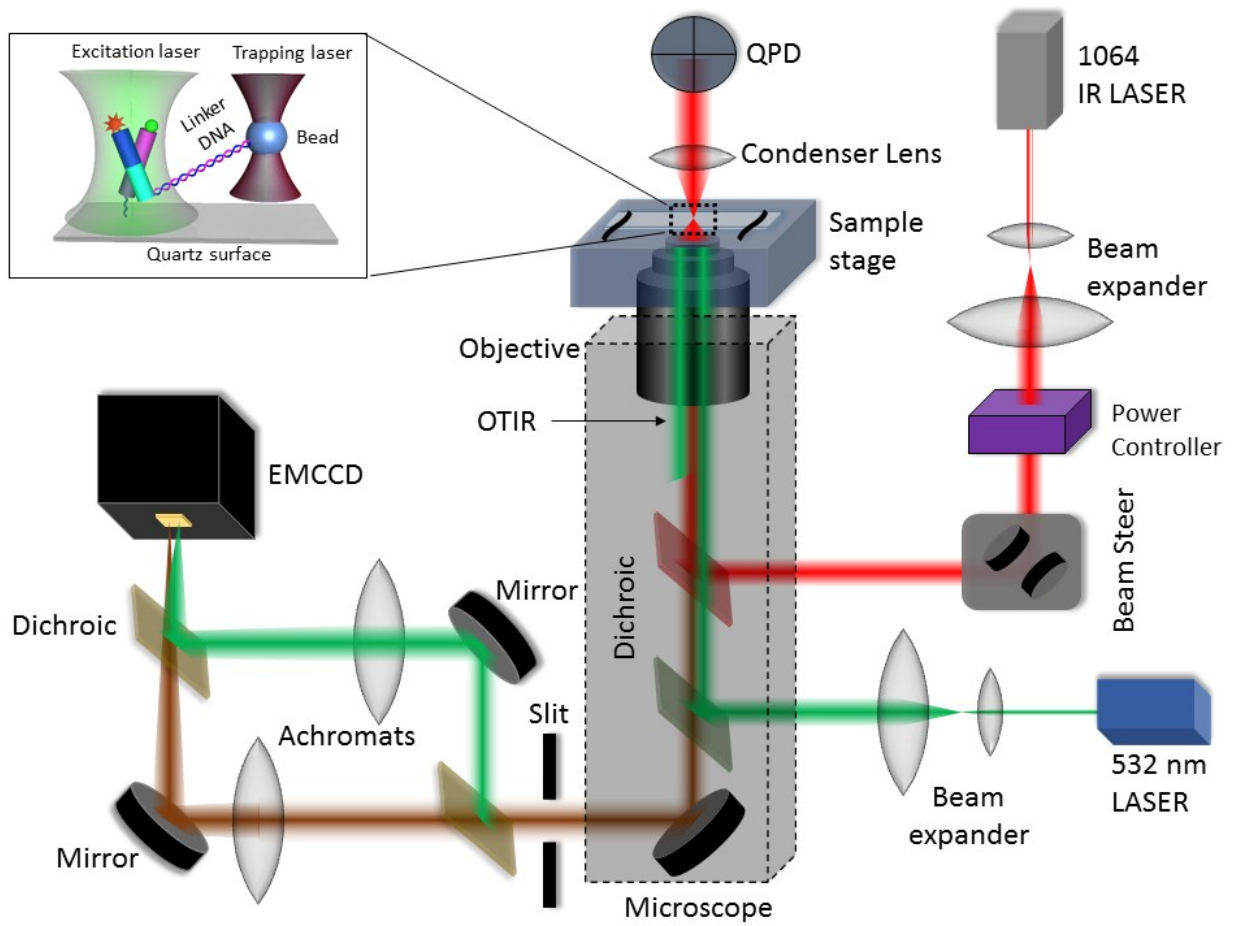 Excitation laser
Trapping laser
Linker
DNA
Bead
Quartz surface
QPD
Condenser Lens
Sample
stage
1064
IR LASER
Beam
expander
Power
Controller
Beam Steer
Objective
OTIR
Dichroic
EMCCD
Dichroic
Mirror
Achromats
Slit
Mirror
Microscope
Beam
expander
532 nm
LASER